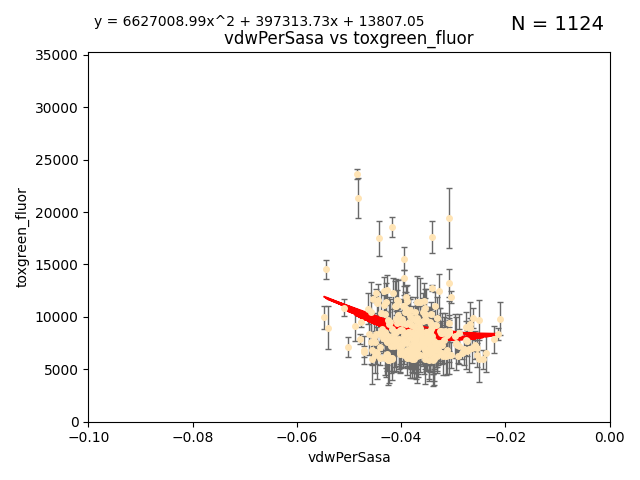 y = 6627008.99x^2 + 397313.73x + 13807.05
N = 1124
vdwPerSasa vs toxgreen_fluor
35000
30000
25000
20000
15000
10000
5000
0
toxgreen_fluor
−0.10
−0.08
−0.06
−0.04
−0.02
0.00
vdwPerSasa